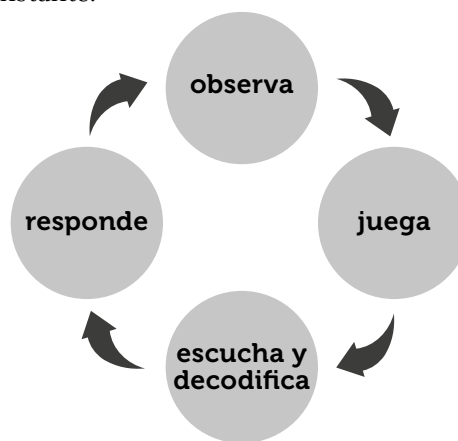 observa
juega
escucha y
decodifica
responde